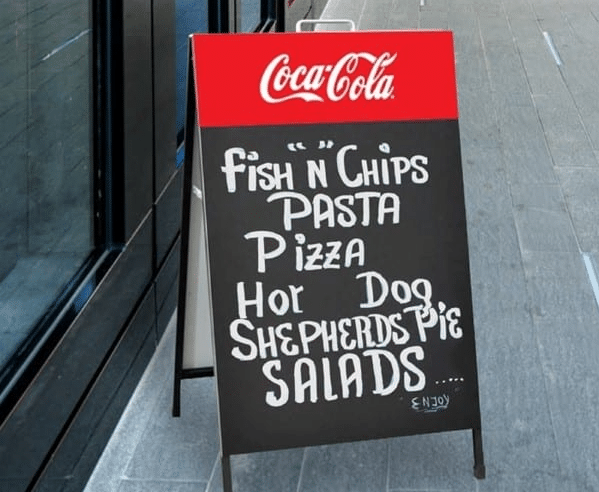 Coca-Cola
FiSH "N" CHiPS
PASTA
PizzA
Hot Dog,
SHEPHERDS PiE
SALADS .....
ENJOY